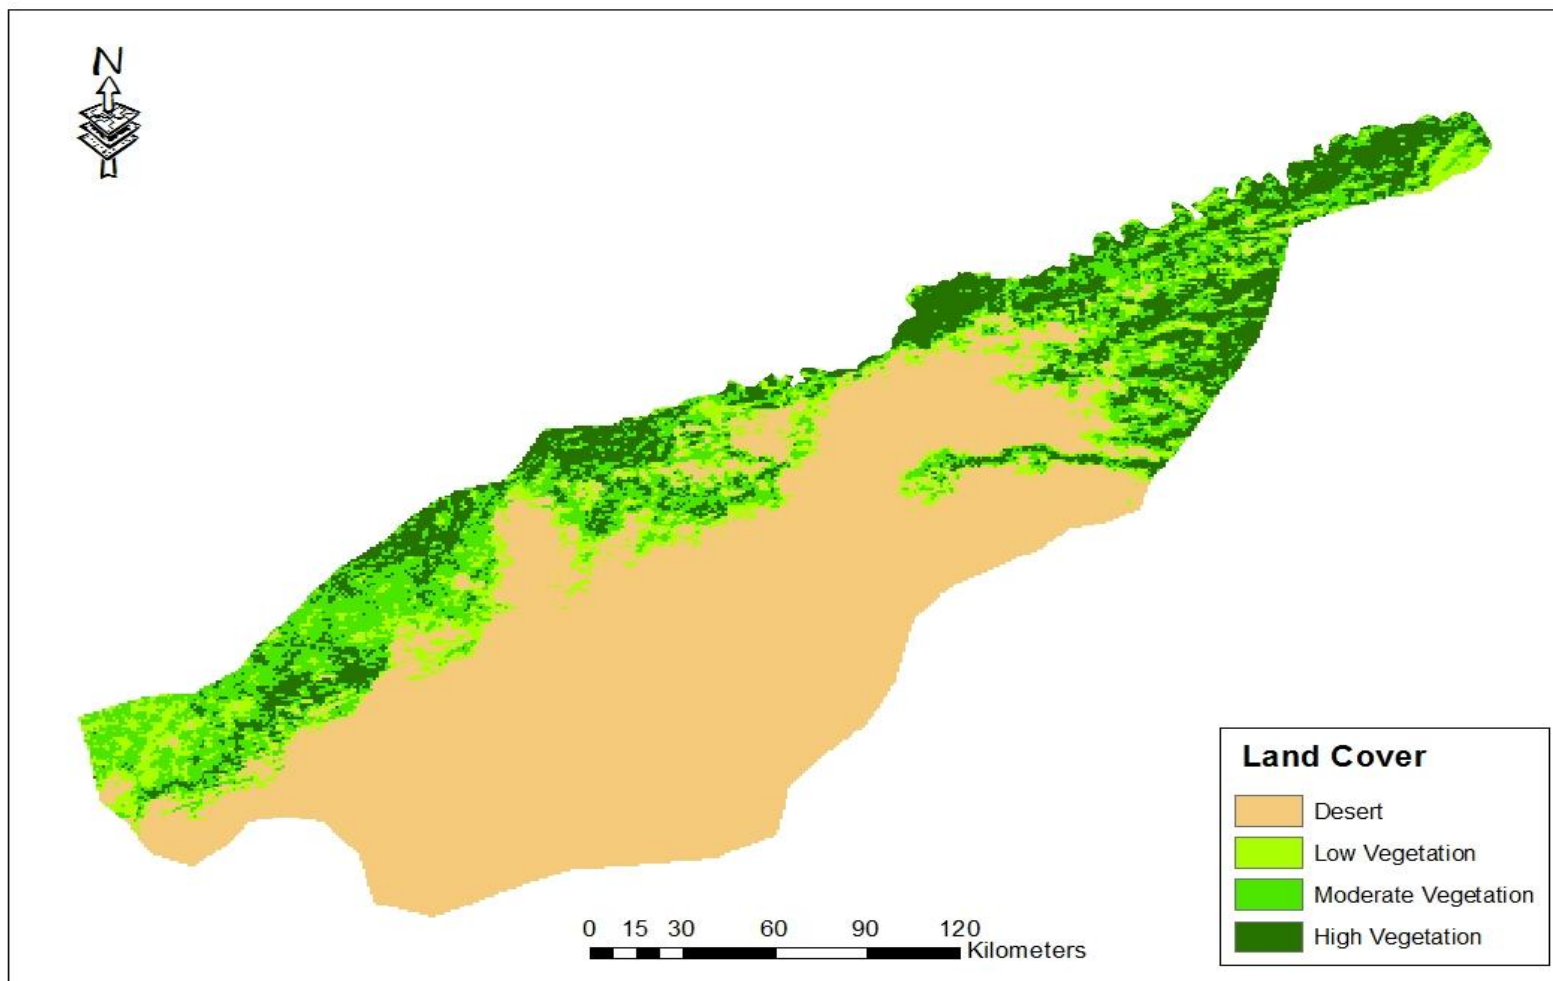 N
Land Cover
Desert
Low Vegetation
Moderate Vegetation
High Vegetation
0 15 30 60 90 120
Kilometers